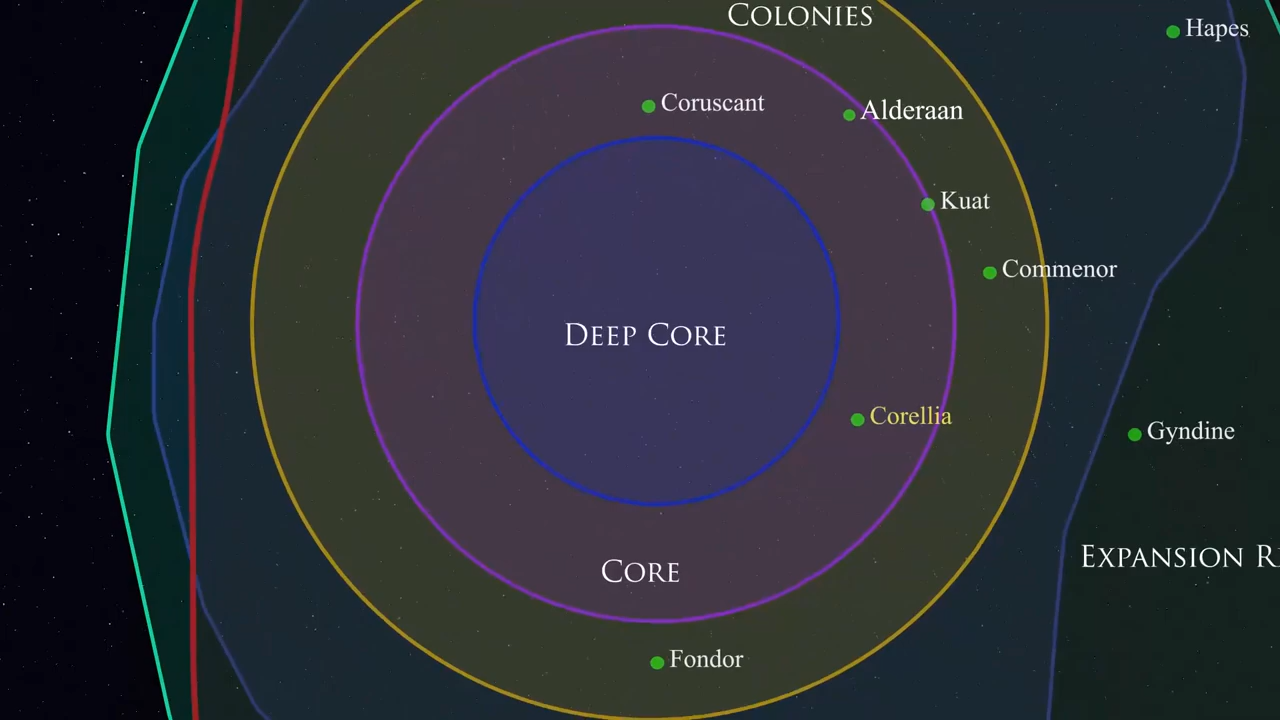 COLONIES
Hapes
Coruscant
Alderaan
Kuat
Commenor
DEEP CORE
Corellia
Gyndine
EXPANSION R
CORE
Fondor